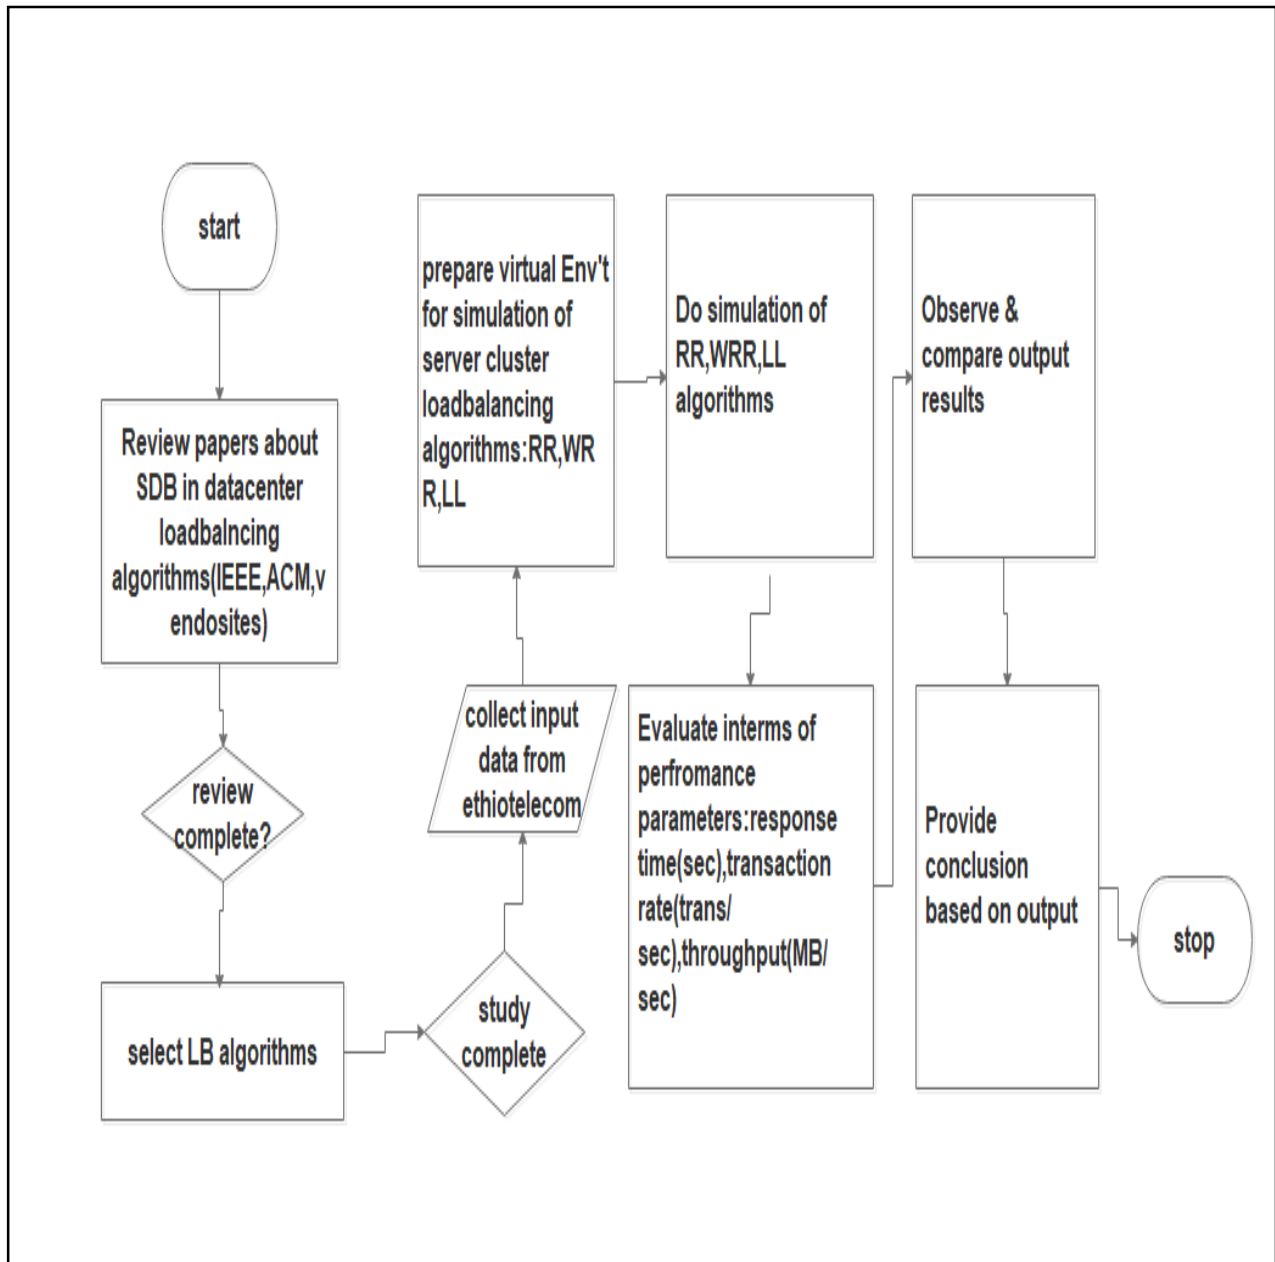 start
Review papers about
SDB in datacenter
loadbalncing
algorithms(IEEE,ACM,v
endosites)
review
complete?
select LB algorithms
study
complete
collect input
data from
ethiotelecom
prepare virtual Env't
for simulation of
server cluster
loadbalancing
algorithms:RR,WR
R,LL
Do simulation of
RR,WRR,LL
algorithms
Evaluate interms of
perfromance
parameters:response
time(sec),transaction
rate(trans/
sec),throughput(MB/
sec)
Observe &
compare output
results
Provide
conclusion
based on output
stop